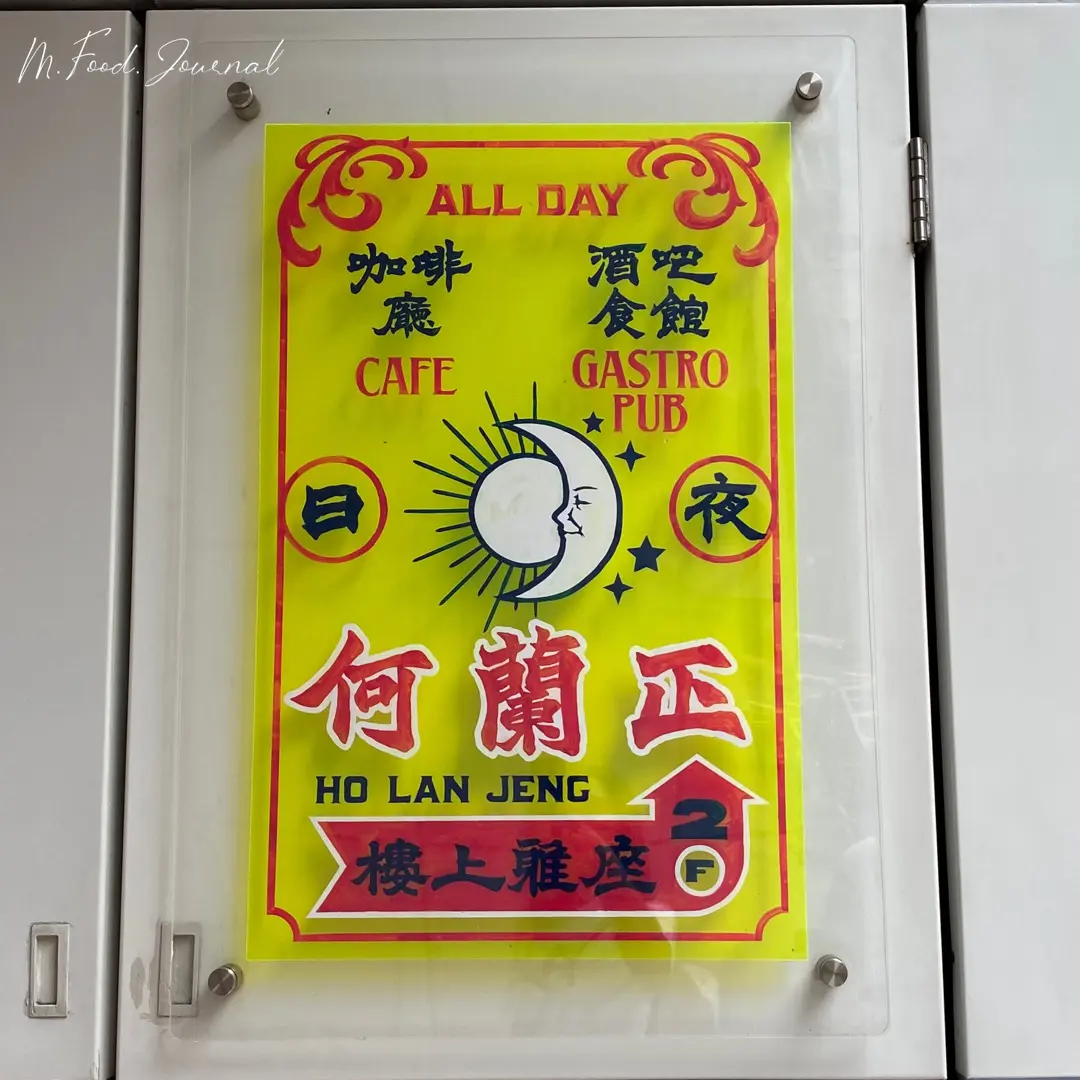 M.Food.Journal
ALL DAY
咖啡
廳
CAFE
酒吧
食館
GASTRO
PUB
日
夜
何蘭正
HO LAN JENG
樓上雅座
2
F